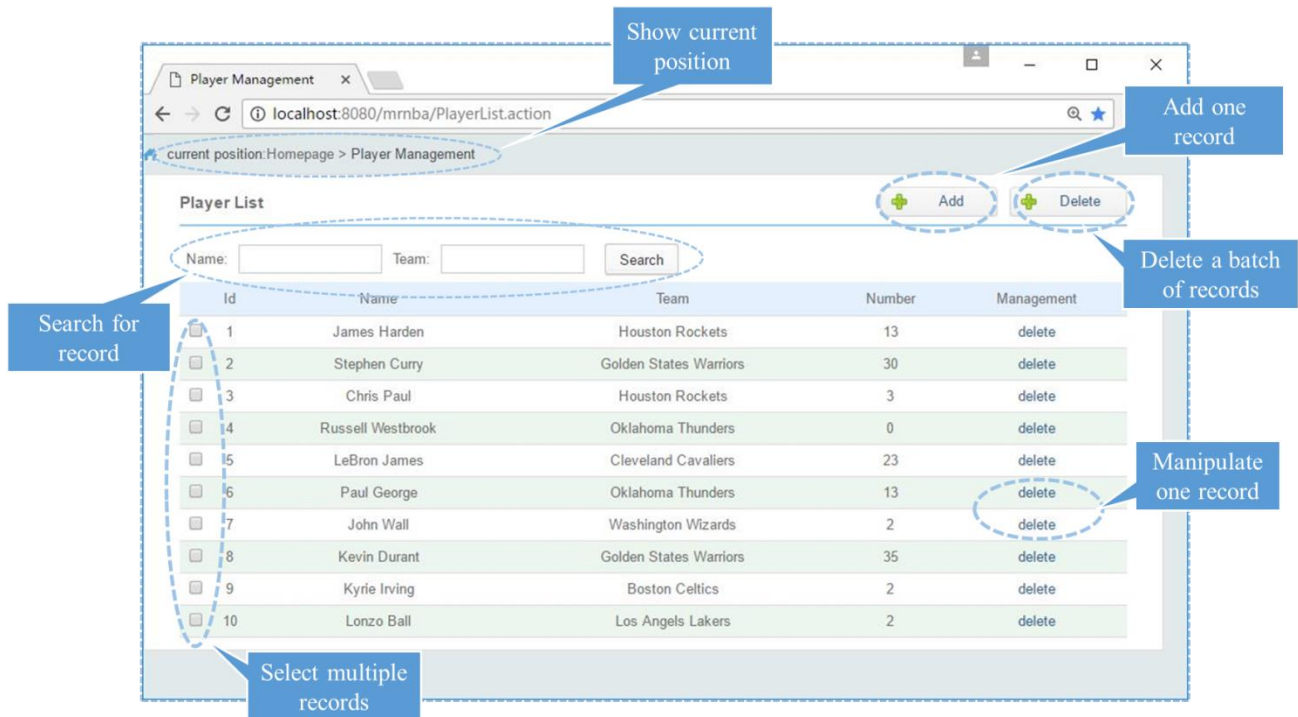 Show current
position
Player Management
localhost:8080/mrnba/PlayerList.action
Add one
record
current position:Homepage > Player Management
Player List
Add
Delete
Name:
Team:
Search
Delete a batch
of records
Id Name Team Number Management
Search for
record
1 James Harden Houston Rockets 13 delete
2 Stephen Curry Golden States Warriors 30 delete
3 Chris Paul Houston Rockets 3 delete
4 Russell Westbrook Oklahoma Thunders 0 delete
5 LeBron James Cleveland Cavaliers 23 delete
Manipulate
one record
6 Paul George Oklahoma Thunders 13 delete
7 John Wall Washington Wizards 2 delete
8 Kevin Durant Golden States Warriors 35 delete
9 Kyrie Irving Boston Celtics 2 delete
10 Lonzo Ball Los Angels Lakers 2 delete
Select multiple
records